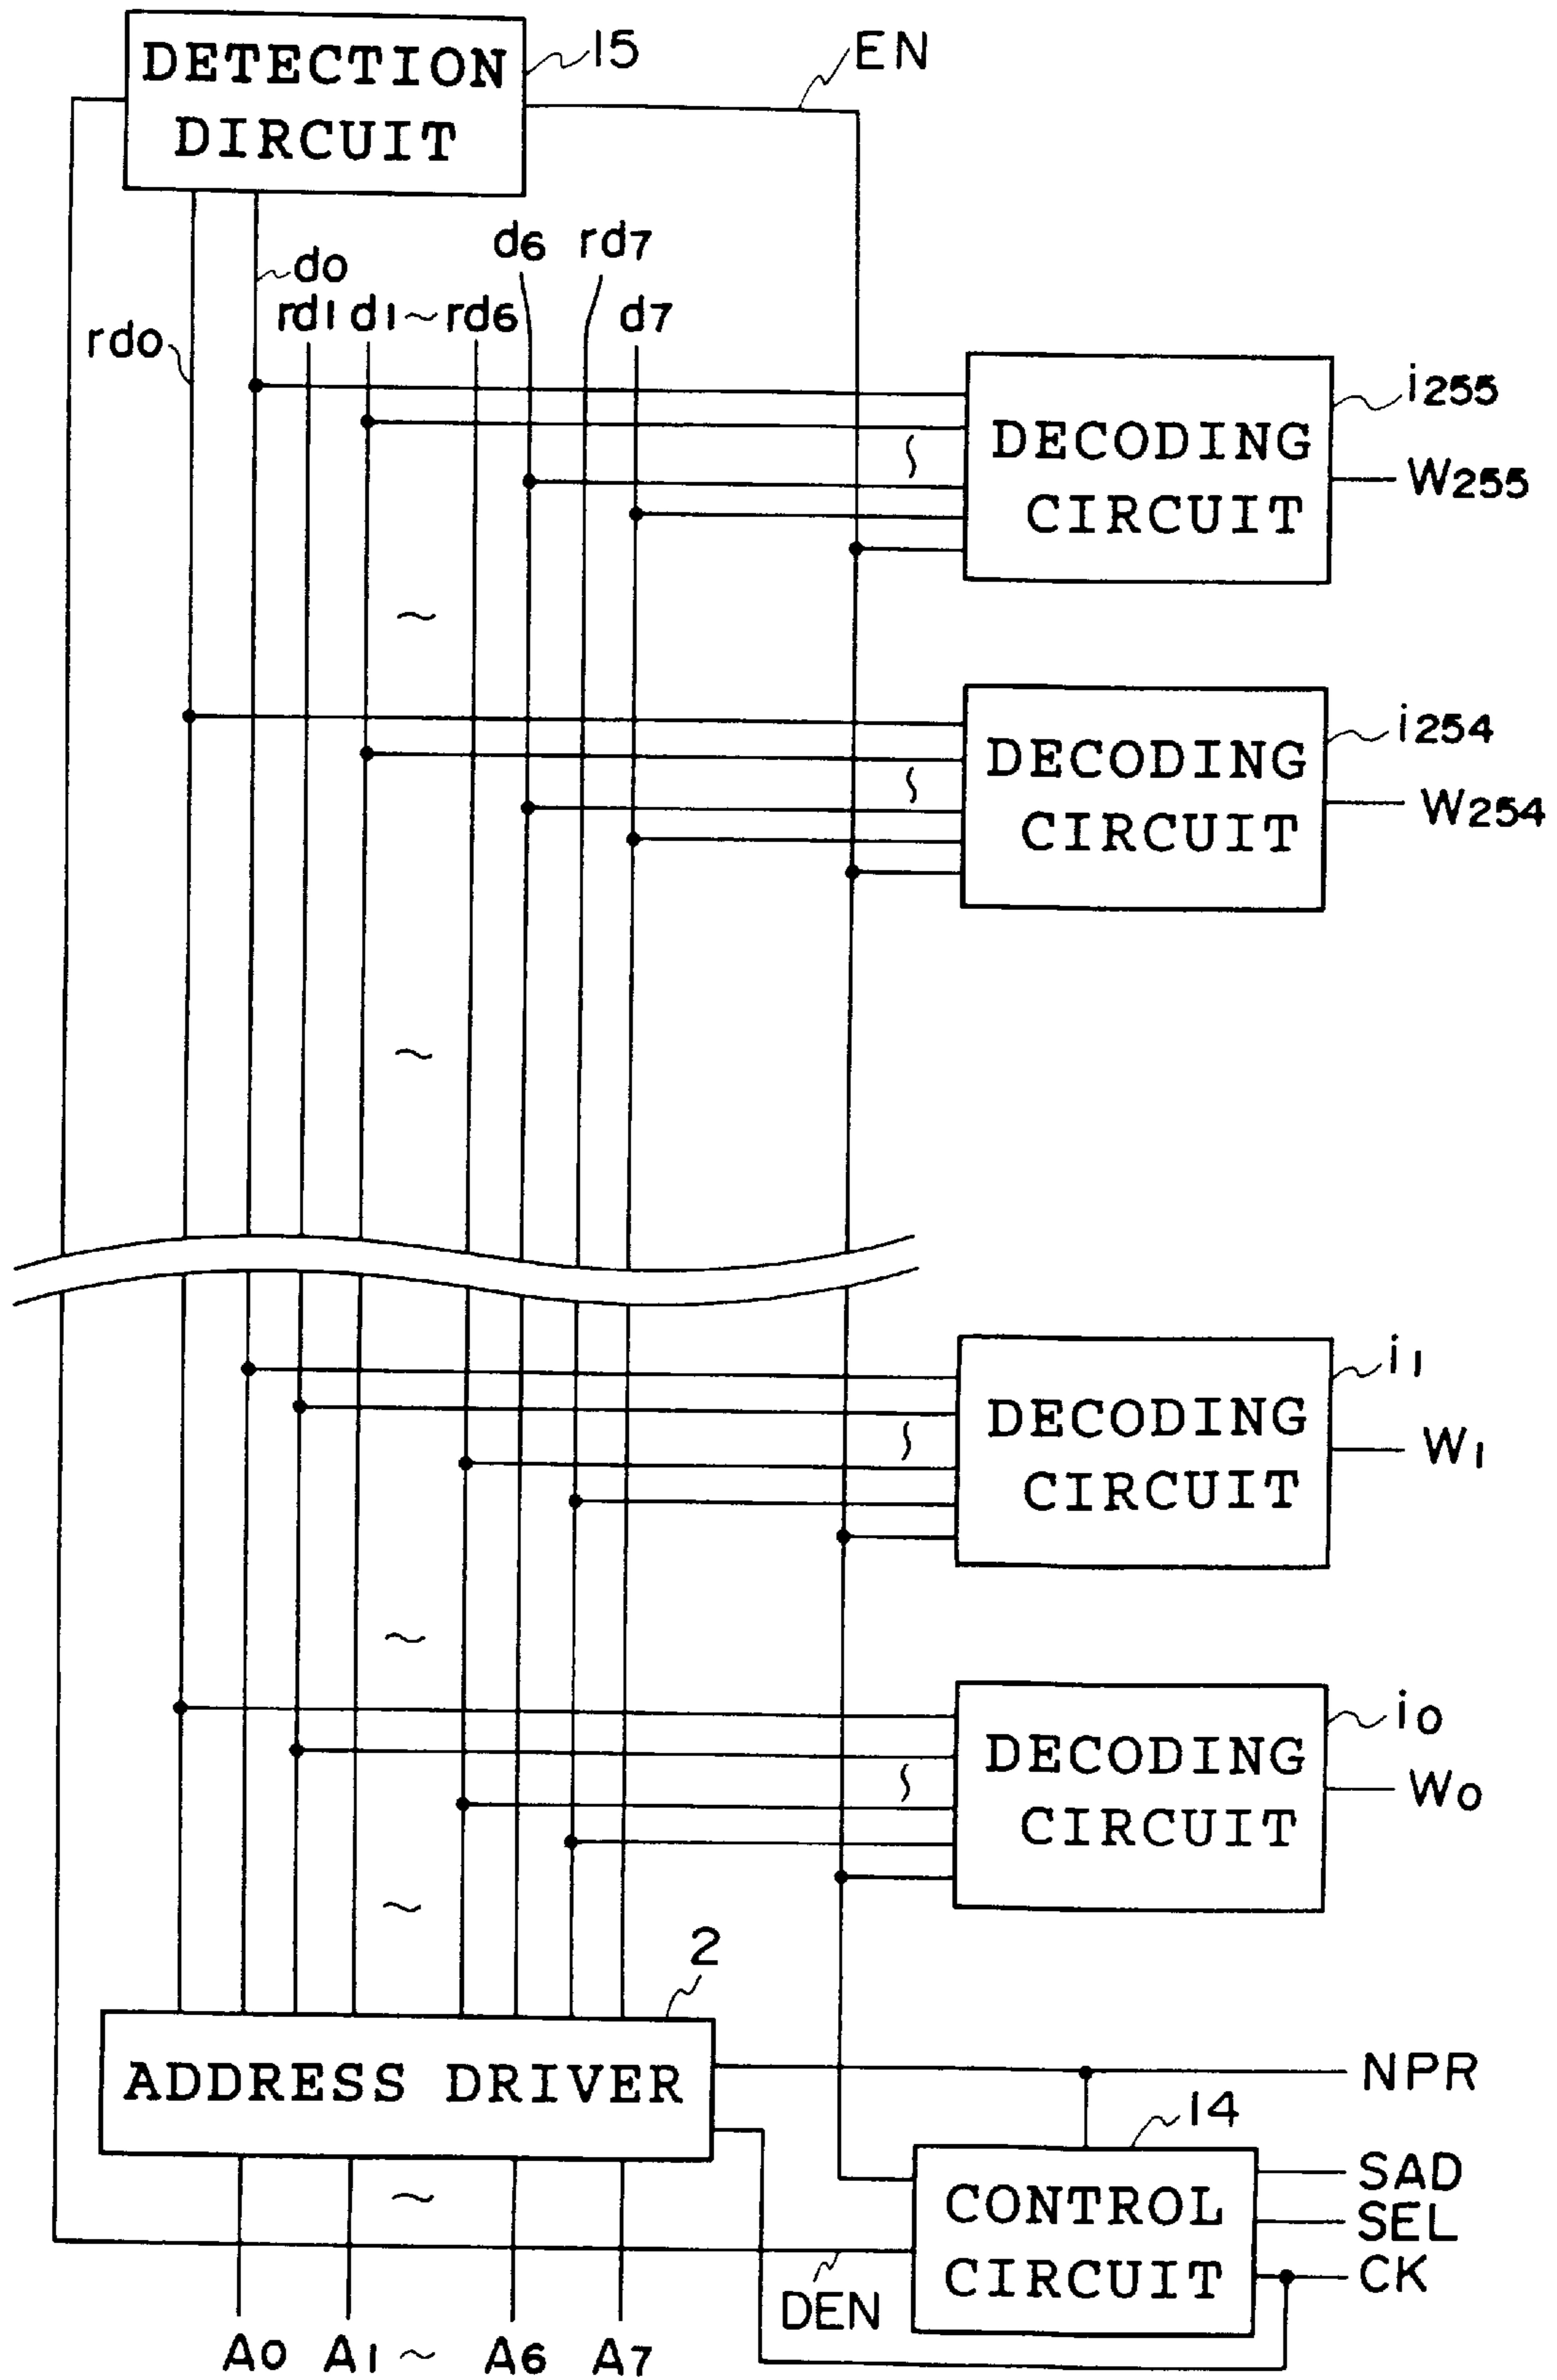 DETECTION
DIRCUIT
15
EN
d0
d6 rd7
rd0
rd1 d1~rd6
d7
DECODING
CIRCUIT
i255
W255
~
DECODING
CIRCUIT
i254
W254
~
DECODING
CIRCUIT
i1
W1
~
DECODING
CIRCUIT
i0
W0
~
2
ADDRESS DRIVER
NPR
14
CONTROL
CIRCUIT
SAD
SEL
CK
~
DEN
A0 A1 ~ A6 A7